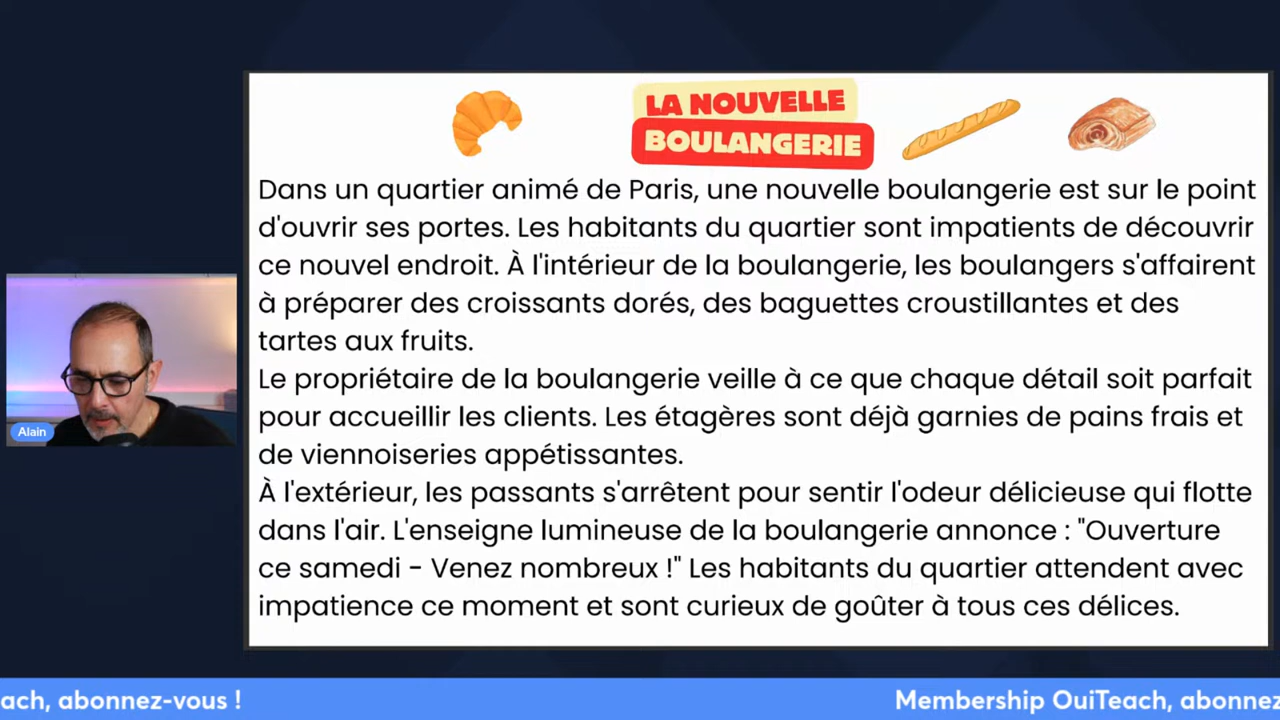 LA NOUVELLE
BOULANGERIE
Dans un quartier animé de Paris, une nouvelle boulangerie est sur le point
d'ouvrir ses portes. Les habitants du quartier sont impatients de découvrir
ce nouvel endroit. À l'intérieur de la boulangerie, les boulangers s'affairent
à préparer des croissants dorés, des baguettes croustillantes et des
tartes aux fruits.
Le propriétaire de la boulangerie veille à ce que chaque détail soit parfait
pour accueillir les clients. Les étagères sont déjà garnies de pains frais et
de viennoiseries appétissantes.
À l'extérieur, les passants s'arrêtent pour sentir l'odeur délicieuse qui flotte
dans l'air. L'enseigne lumineuse de la boulangerie annonce : "Ouverture
ce samedi - Venez nombreux !" Les habitants du quartier attendent avec
impatience ce moment et sont curieux de goûter à tous ces délices.
Alain
each, abonnez-vous !
Membership OuiTeach, abonnez